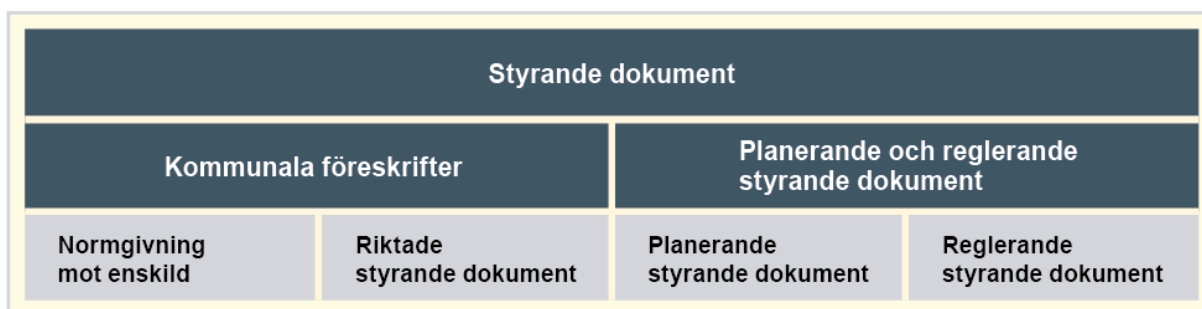 Styrande dokument
Kommunala föreskrifter
Planerande och reglerande
styrande dokument
Normgivning
mot enskild
Riktade
styrande dokument
Planerande
styrande dokument
Reglerande
styrande dokument